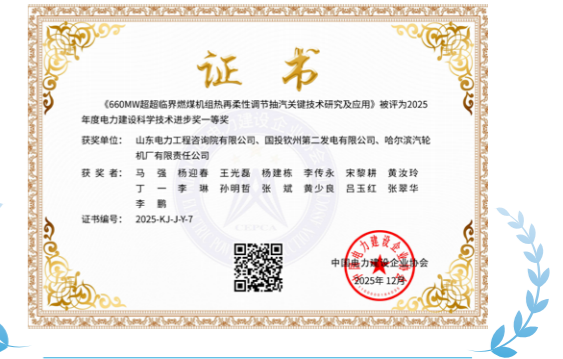 证书
《660MW超超临界燃煤机组热再柔性调节抽汽关键技术研究及应用》被评为2025
年度电力建设科学技术进步奖一等奖
获奖单位： 山东电力工程咨询院有限公司、国投钦州第二发电有限公司、哈尔滨汽轮
机厂有限责任公司
获 奖 者： 马 强 杨迎春 王光磊 杨建栋 李传永 宋黎耕 黄汝玲
丁 一 李 琳 孙明哲 张 斌 黄少良 吕玉红 张翠华
李 鹏
证书编号： 2025-KJ-J-Y-7
中国电力建设企业协会
2025年 12月